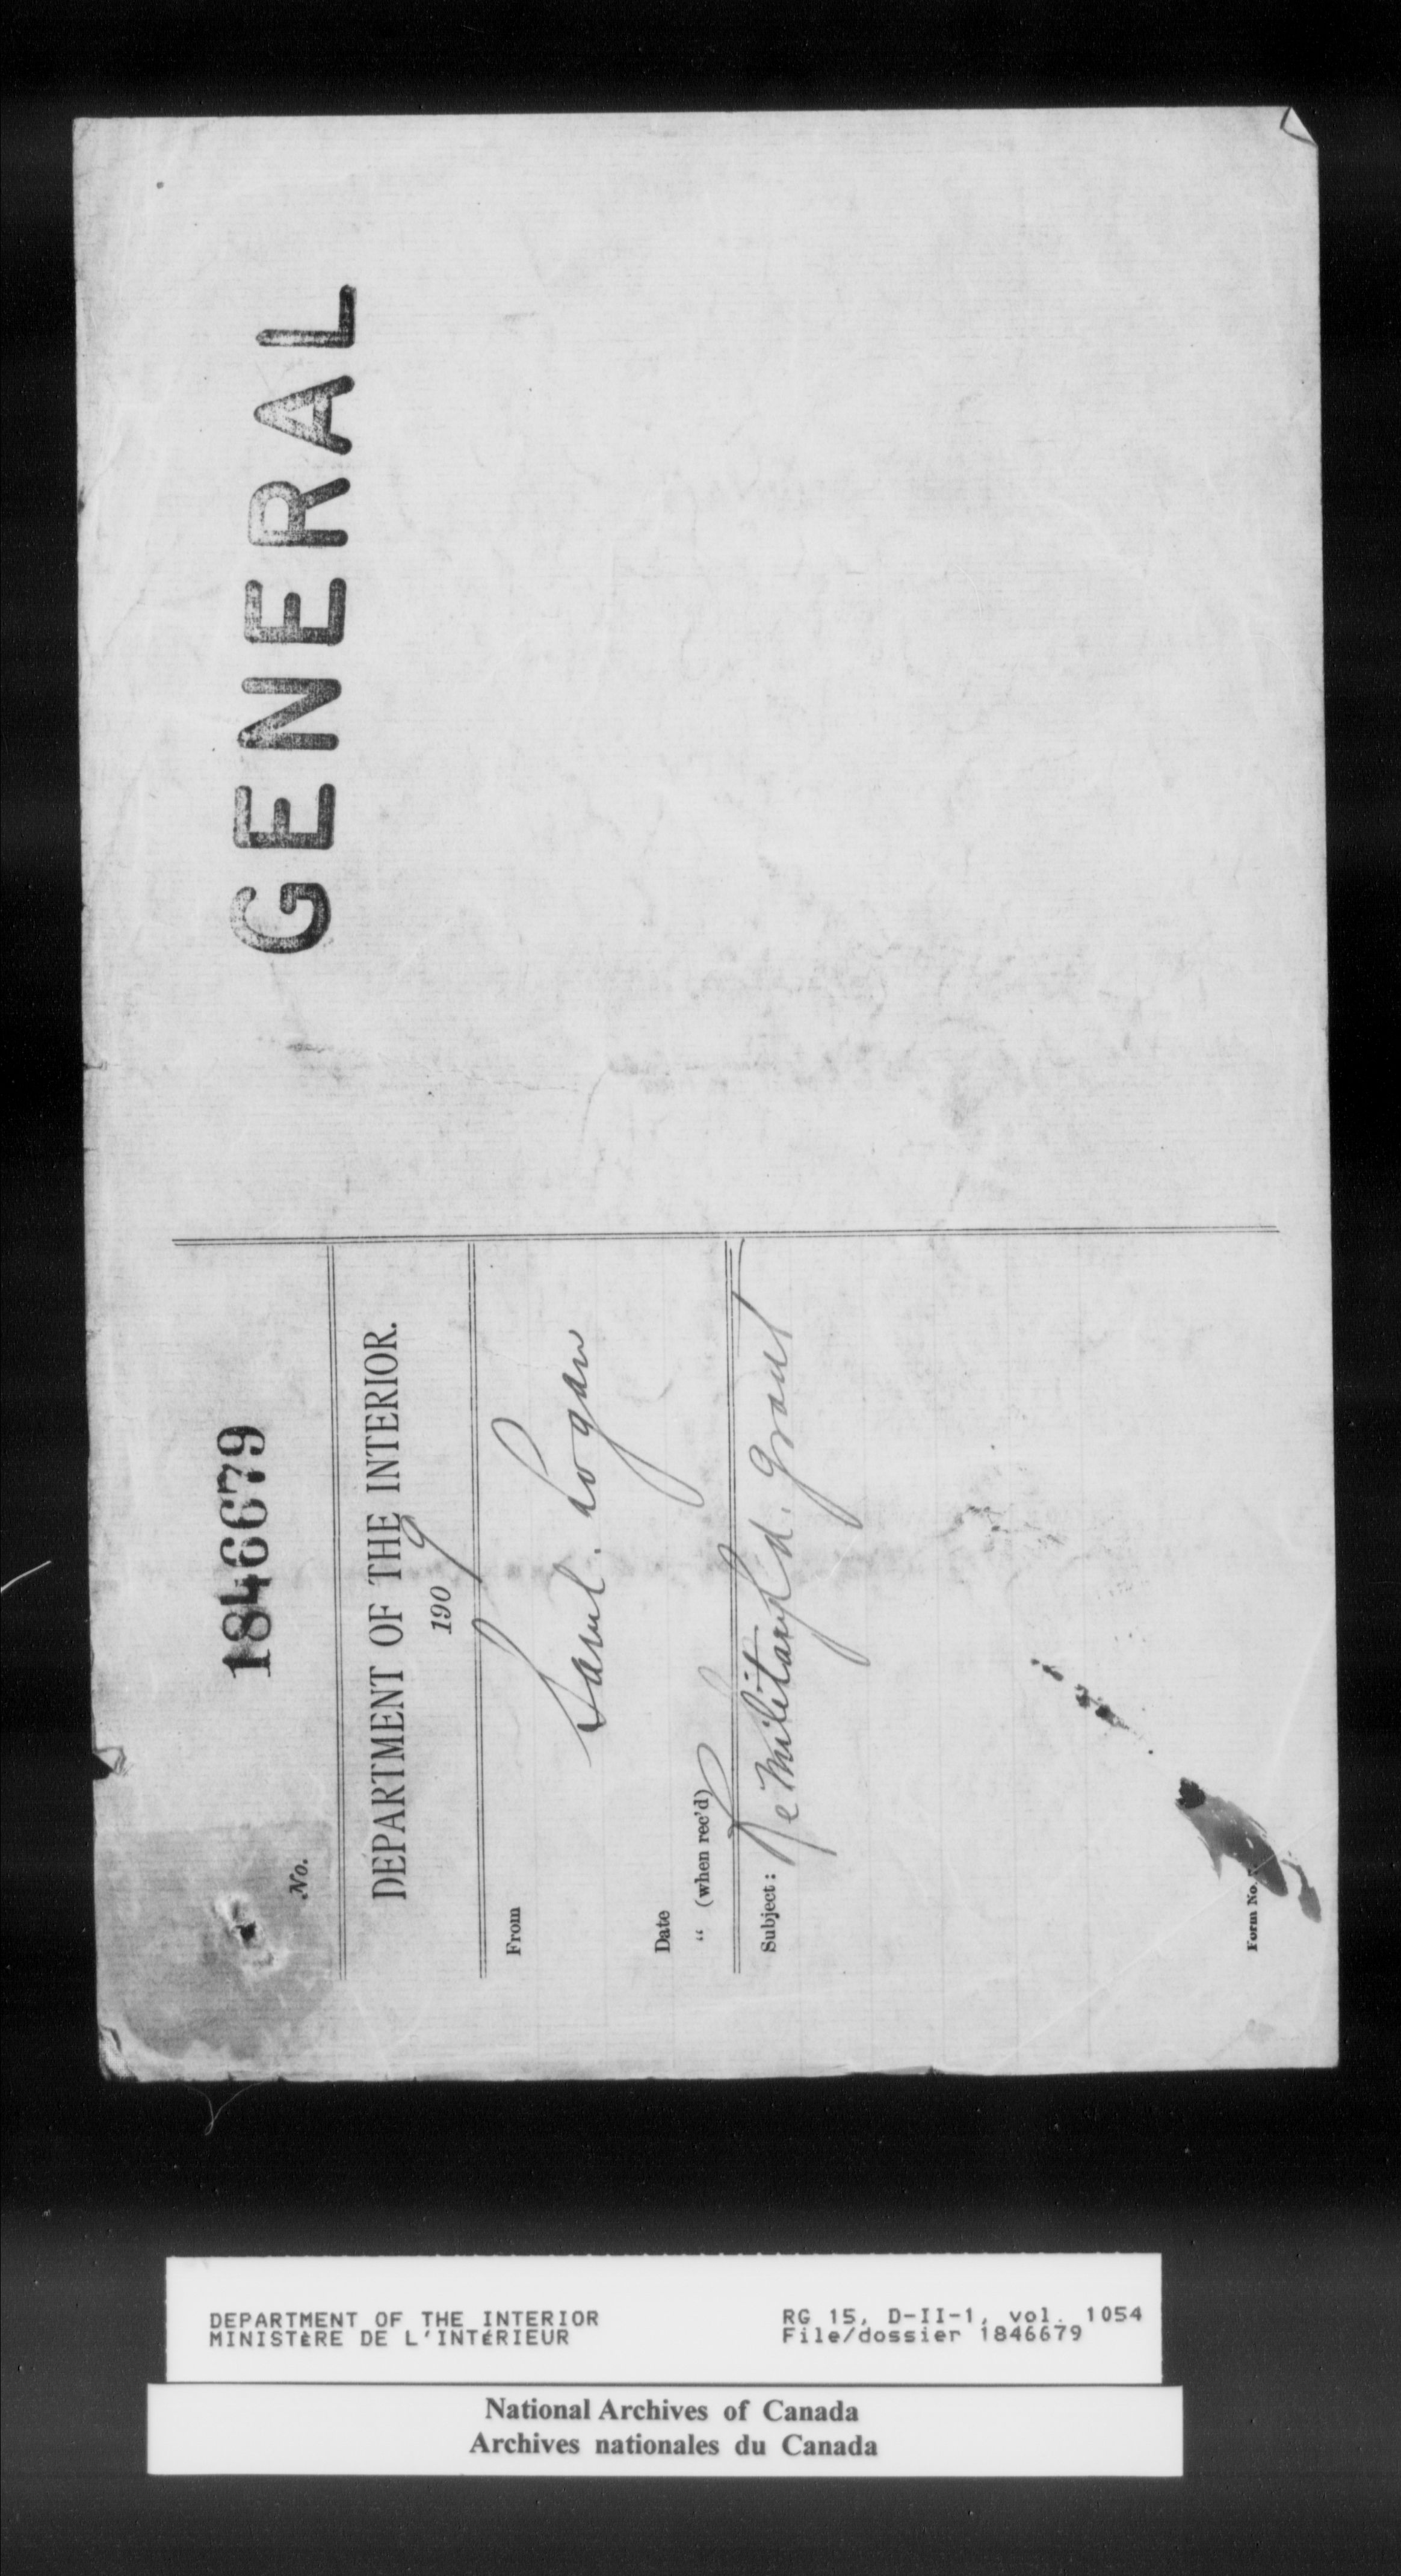 GENERAL
1846679
No.
DEPARTMENT OF THE INTERIOR.
1909
From
Saml. Logan
Date
" (when rec'd)
Subject: Re Military Ld. Grant
Form No.
DEPARTMENT OF THE INTERIOR
MINISTÈRE DE L'INTÉRIEUR
RG 15, D-II-1, vol. 1054
File/dossier 1846679
National Archives of Canada
Archives nationales du Canada